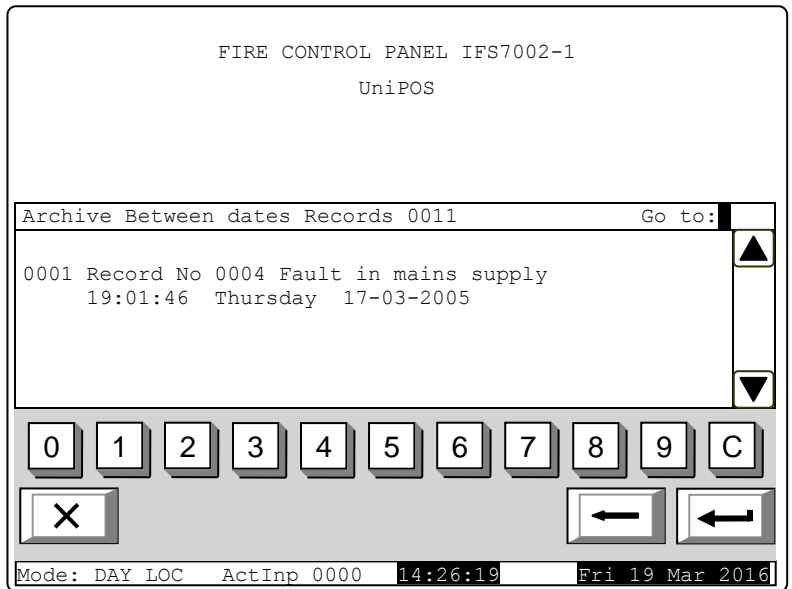 FIRE CONTROL PANEL IFS7002-1
UniPOS
Archive Between dates Records 0011 Go to:
0001 Record No 0004 Fault in mains supply
19:01:46 Thursday 17-03-2005
0 1 2 3 4 5 6 7 8 9 C
Mode: DAY LOC ActInp 0000 14:26:19 Fri 19 Mar 2016